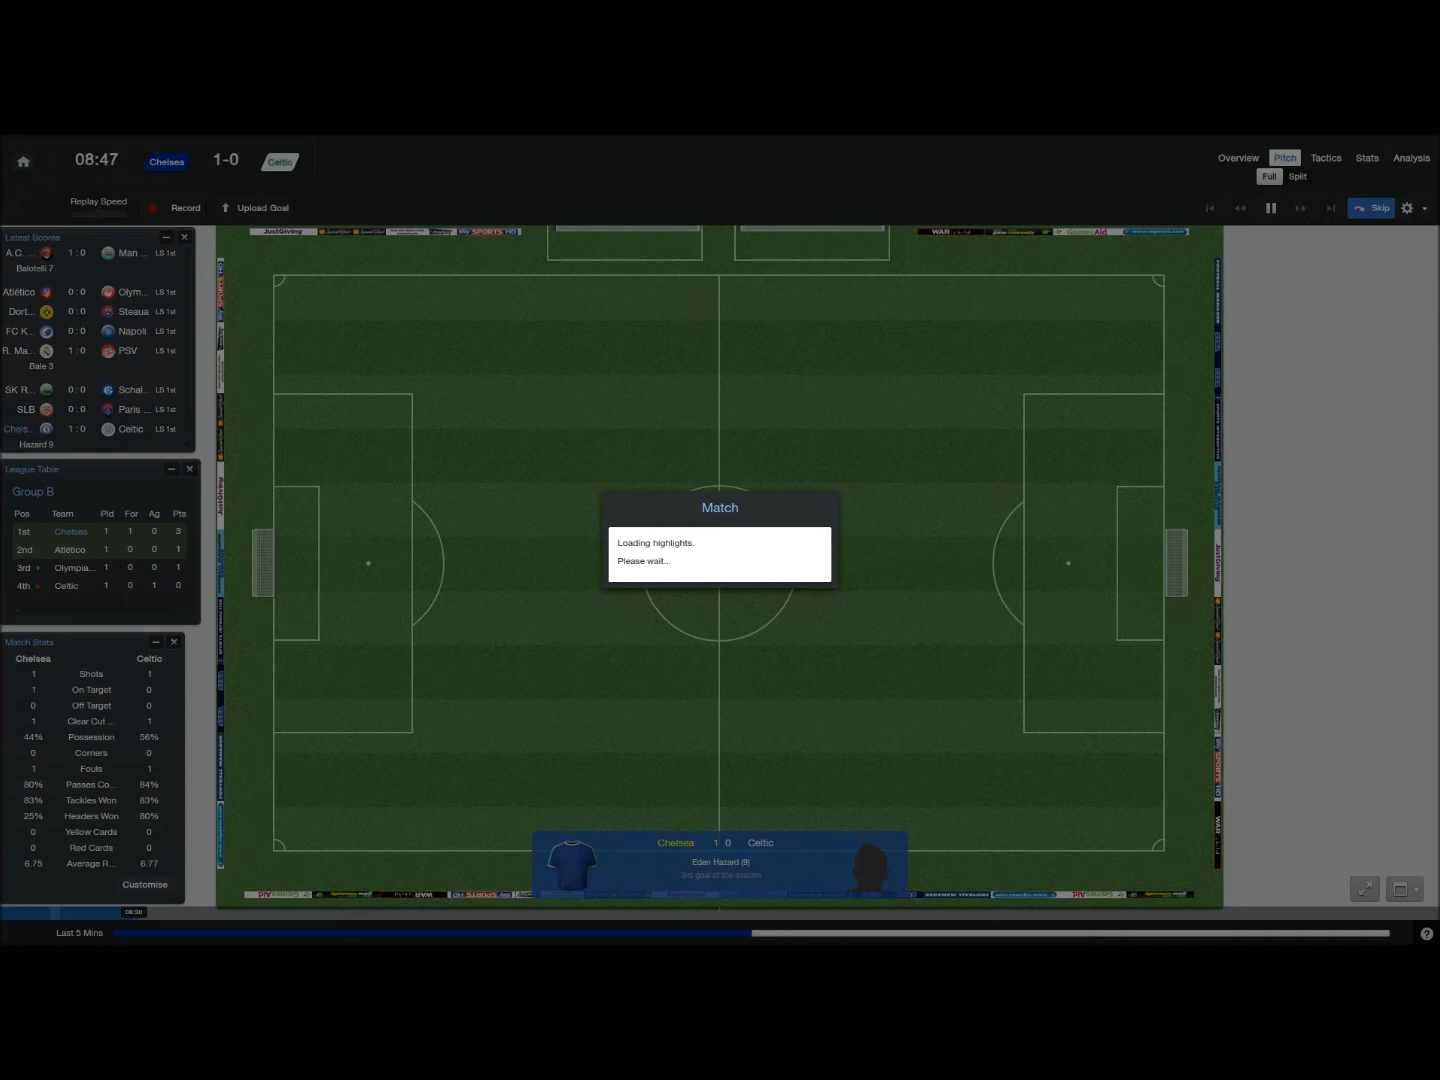 08:47 Chelsea 1-0 Celtic
Overview Pitch Tactics Stats Analysis
Full Split
Replay Speed Record Upload Goal
Skip
Latest Scores
A.C. ... 1 : 0 Man ... LS 1st
Balotelli 7
Atlético 0 : 0 Olym... LS 1st
Dort... 0 : 0 Steaua LS 1st
FC K... 0 : 0 Napoli LS 1st
R. Ma... 1 : 0 PSV LS 1st
Bale 3
SK R... 0 : 0 Schal... LS 1st
SLB 0 : 0 Paris ... LS 1st
Chels... 1 : 0 Celtic LS 1st
Hazard 9
League Table
Group B
Pos Team Pld For Ag Pts
1st Chelsea 1 1 0 3
2nd Atlético 1 0 0 1
3rd Olympia... 1 0 0 1
4th Celtic 1 0 1 0
Match Stats
Chelsea Celtic
1 Shots 1
1 On Target 0
0 Off Target 0
1 Clear Cut ... 1
44% Possession 56%
0 Corners 0
1 Fouls 1
80% Passes Co... 84%
83% Tackles Won 83%
25% Headers Won 80%
0 Yellow Cards 0
0 Red Cards 0
6.75 Average R... 6.77
Customise
JustGiving
sky SPORTS HD
WAR child
GamesAid
Match
Loading highlights.
Please wait...
Chelsea 1 0 Celtic
Eden Hazard (9)
3rd goal of the season
08:00
Last 5 Mins
?